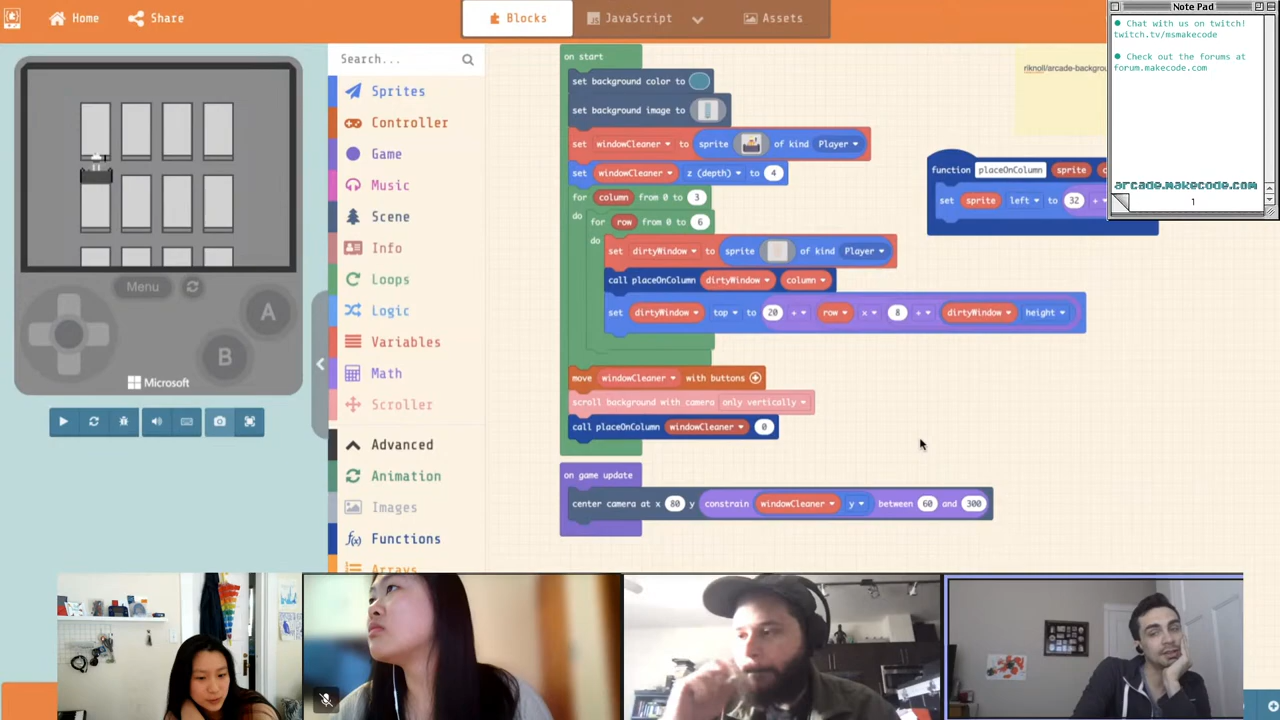 Home
Share
Blocks
JavaScript
Assets
Note Pad
● Chat with us on twitch!
twitch.tv/msmakecode
● Check out the forums at
forum.makecode.com
arcade.makecode.com
1
Menu
A
B
Microsoft
Search...
Sprites
Controller
Game
Music
Scene
Info
Loops
Logic
Variables
Math
Scroller
Advanced
Animation
Images
Functions
Arrays
on start
set background color to
set background image to
set windowCleaner to sprite of kind Player
set windowCleaner z (depth) to 4
for column from 0 to 3
do
for row from 0 to 6
do
set dirtyWindow to sprite of kind Player
call placeOnColumn dirtyWindow column
set dirtyWindow top to 20 + row x 8 + dirtyWindow height
move windowCleaner with buttons
scroll background with camera only vertically
call placeOnColumn windowCleaner 0
on game update
center camera at x 80 y constrain windowCleaner y between 60 and 300
riknoll/arcade-backgrou
function placeOnColumn sprite
set sprite left to 32 +